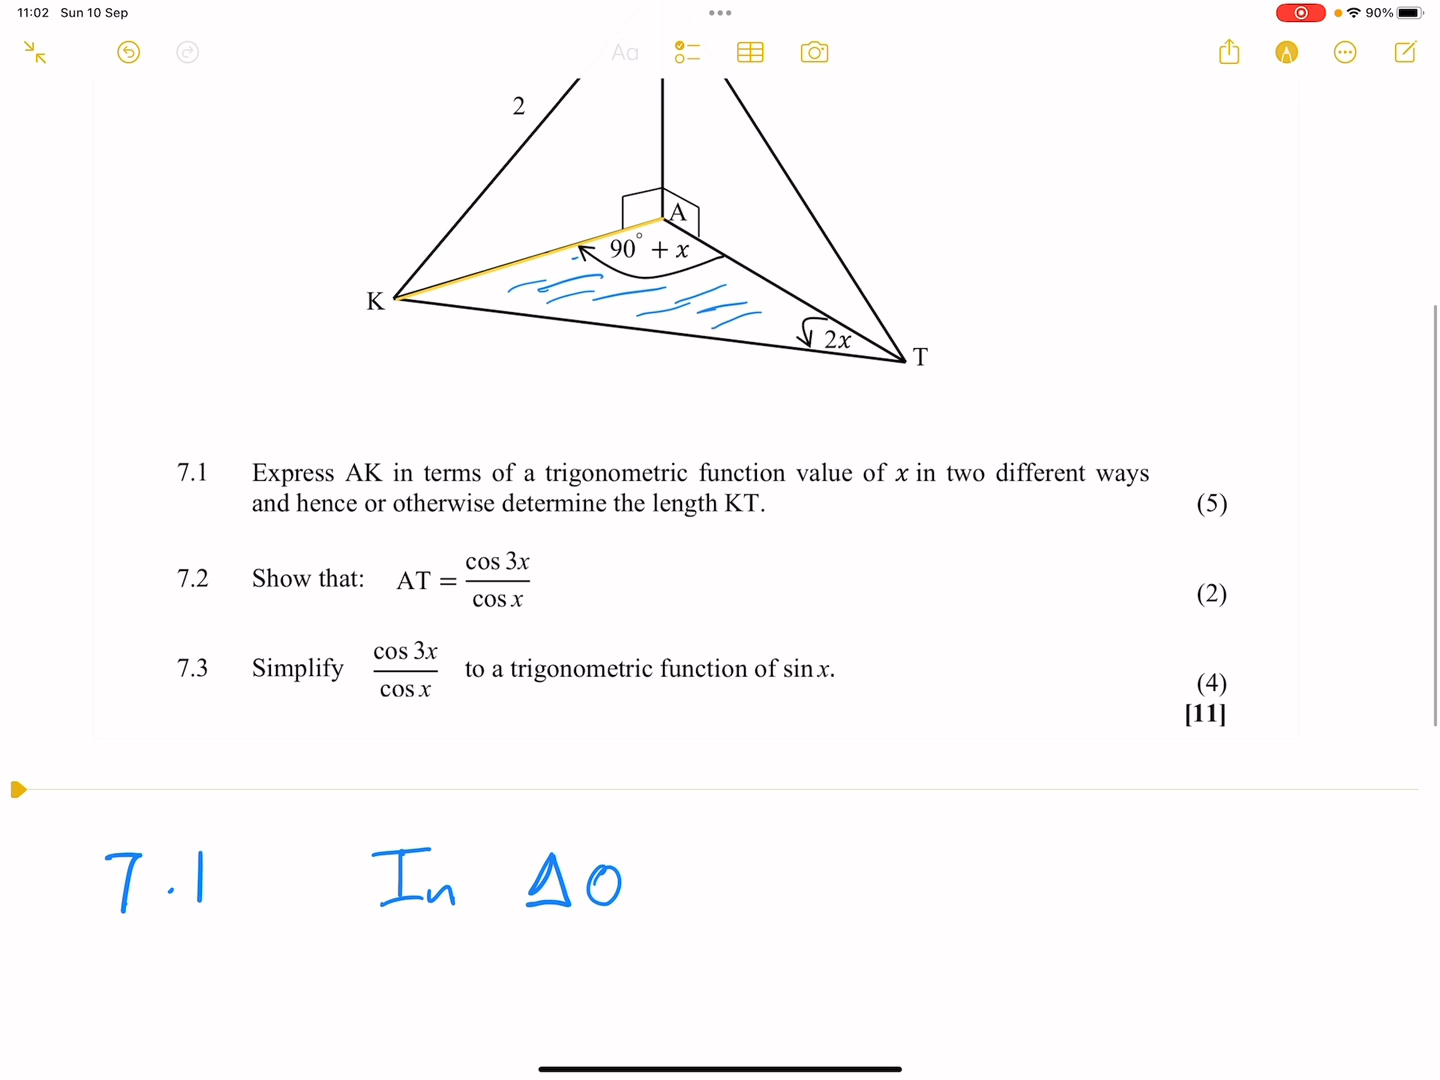 11:02 Sun 10 Sep
90%
Aa
2
A
90° + x
K
2x
T
7.1 Express AK in terms of a trigonometric function value of x in two different ways
and hence or otherwise determine the length KT. (5)
7.2 Show that: AT = cos 3x / cos x (2)
7.3 Simplify cos 3x / cos x to a trigonometric function of sin x. (4)
[11]
7.1 In ΔO